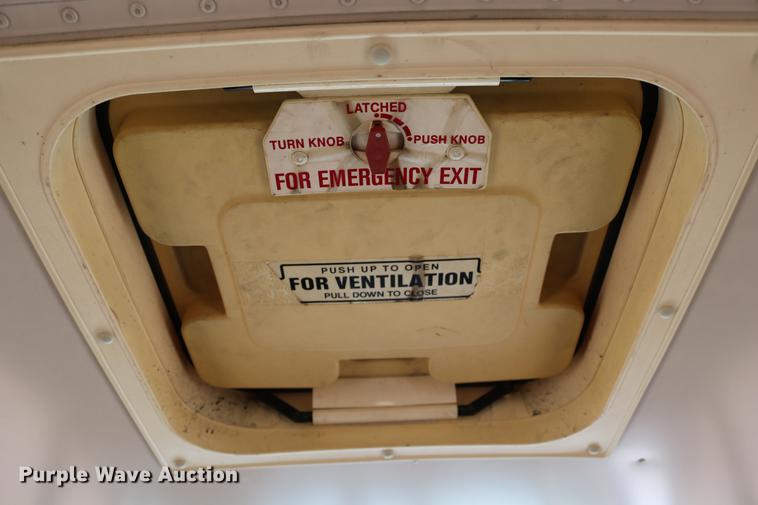 LATCHED
TURN KNOB PUSH KNOB
FOR EMERGENCY EXIT
PUSH UP TO OPEN
FOR VENTILATION
PULL DOWN TO CLOSE
Purple Wave Auction